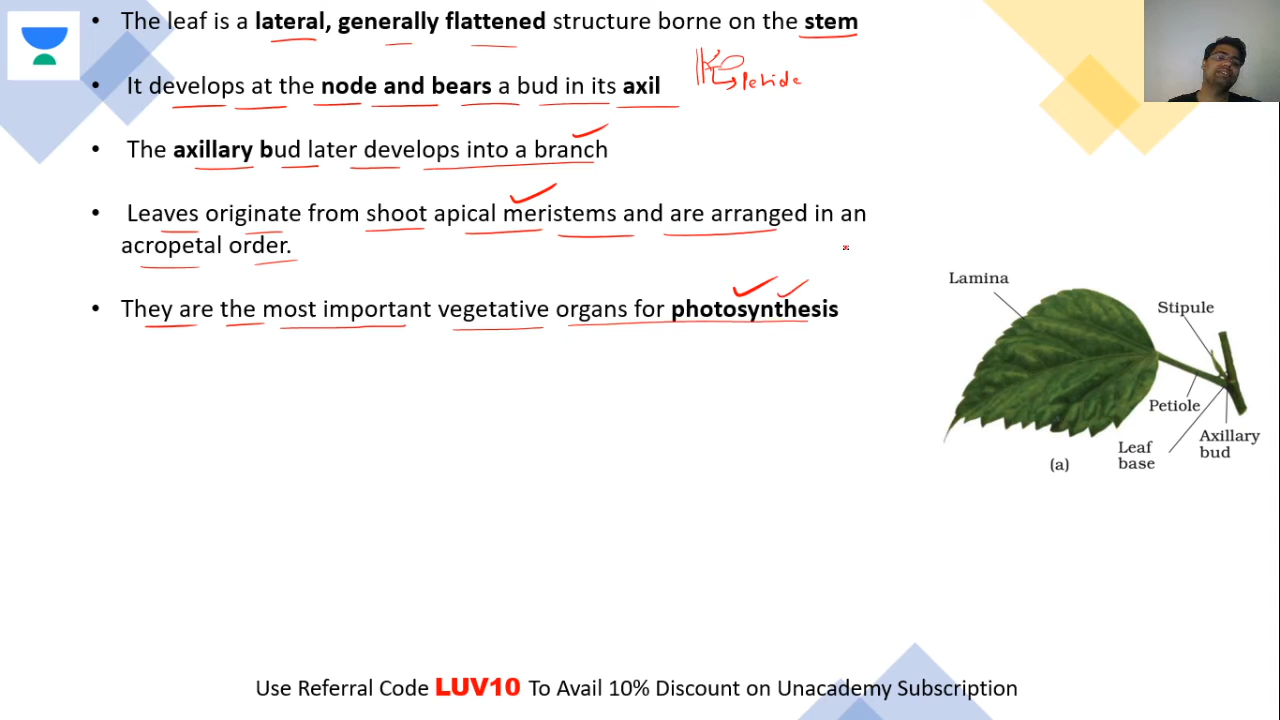 • The leaf is a lateral, generally flattened structure borne on the stem
• It develops at the node and bears a bud in its axil
Petiole
• The axillary bud later develops into a branch
• Leaves originate from shoot apical meristems and are arranged in an
acropetal order.
• They are the most important vegetative organs for photosynthesis
Lamina
Stipule
Petiole
Axillary
bud
Leaf
base
(a)
Use Referral Code LUV10 To Avail 10% Discount on Unacademy Subscription